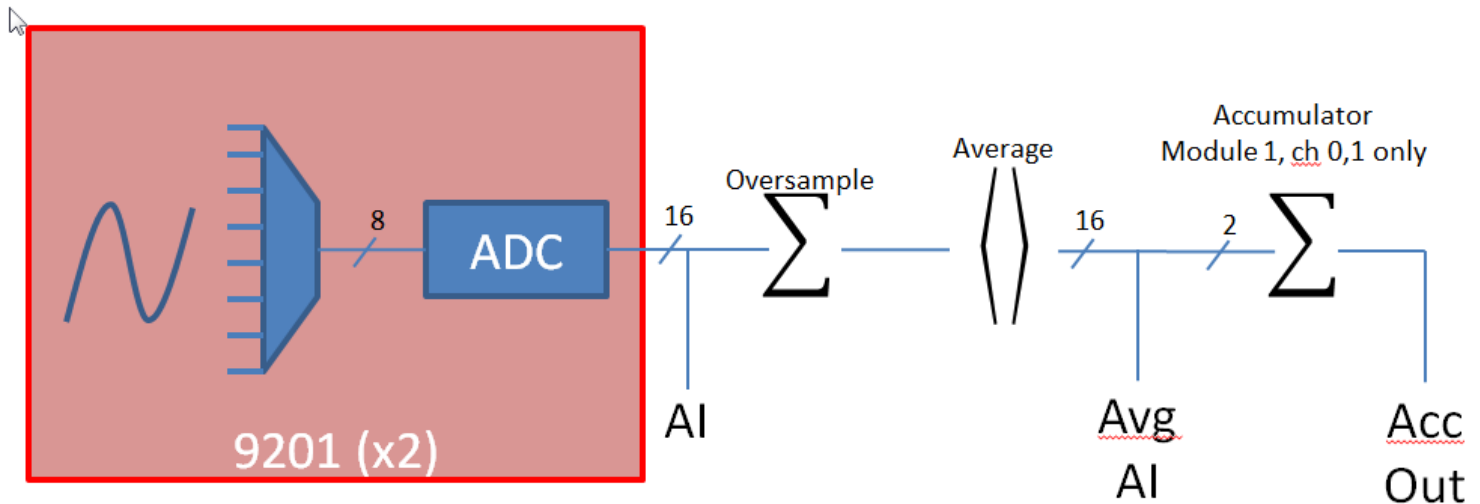 Accumulator
Module 1, ch 0,1 only
Average
Oversample
8
ADC
16
16
2
∑
∑
AI
Avg
AI
Acc
Out
9201 (x2)